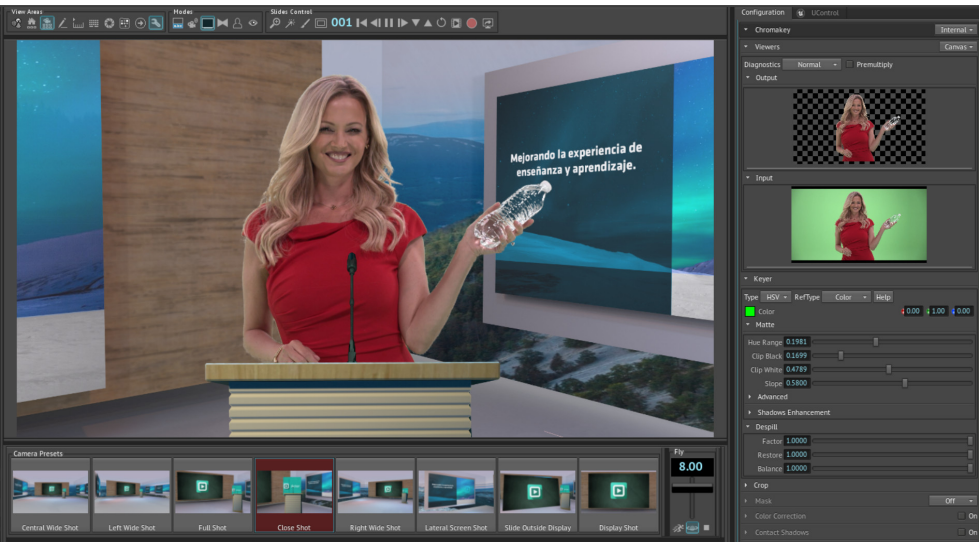 View Areas
Modes
Slides Control
001
Configuration
UControl
Chromakey
Internal
Viewers
Canvas
Diagnostics Normal Premultiply
Output
Mejorando la experiencia de
enseñanza y aprendizaje.
Input
Keyer
Type HSV RefType Color Help
Color 0.00 1.00 0.00
Matte
Hue Range 0.1981
Clip Black 0.1699
Clip White 0.4789
Slope 0.5800
Advanced
Shadows Enhancement
Despill
Factor 1.0000
Restore 1.0000
Balance 1.0000
Crop
Mask Off
Color Correction On
Contact Shadows On
Camera Presets
Central Wide Shot
Left Wide Shot
Full Shot
Close Shot
Right Wide Shot
Lateral Screen Shot
Slide Outside Display
Display Shot
Fly
8.00